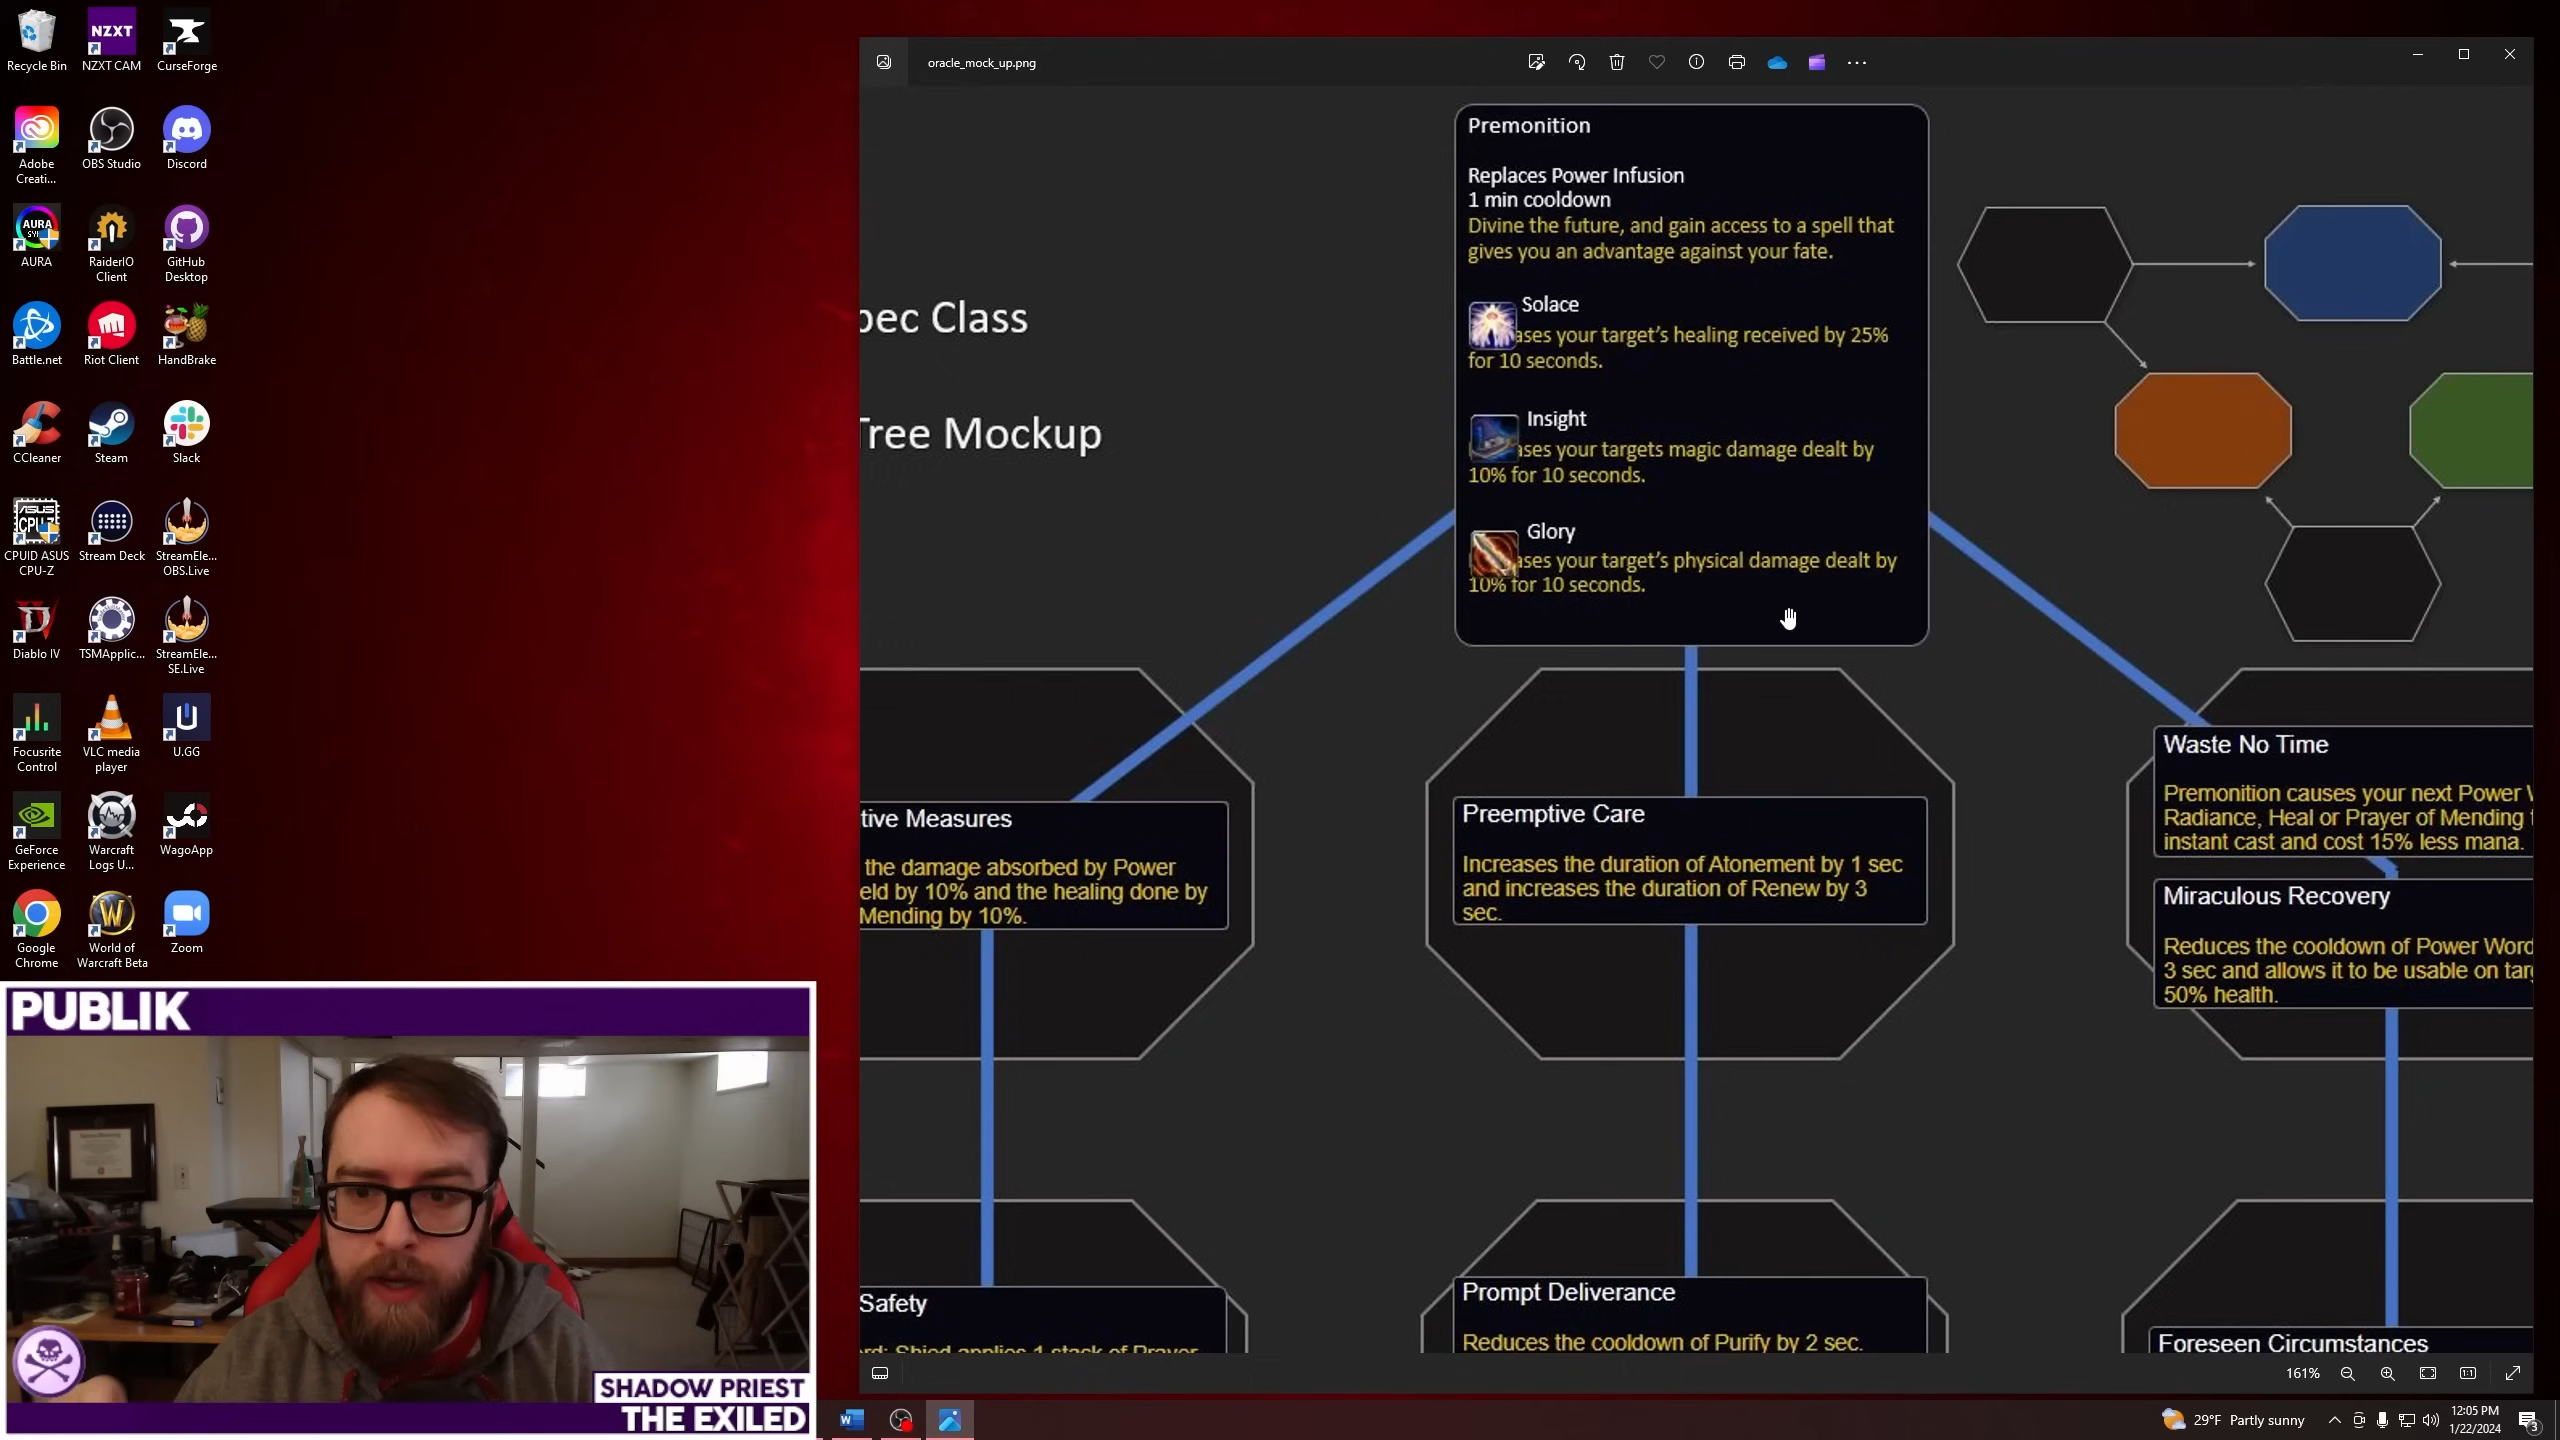 Recycle Bin
NZXT
NZXT CAM
CurseForge
Adobe
Creati...
OBS Studio
Discord
AURA
AURA
RaiderIO
Client
GitHub
Desktop
Battle.net
Riot Client
HandBrake
CCleaner
Steam
Slack
CPUID ASUS
CPU-Z
Stream Deck
StreamEle...
OBS.Live
Diablo IV
TSMApplic...
StreamEle...
SE.Live
Focusrite
Control
VLC media
player
U.GG
GeForce
Experience
Warcraft
Logs U...
WagoApp
Google
Chrome
World of
Warcraft Beta
Zoom
PUBLIK
SHADOW PRIEST
THE EXILED
oracle_mock_up.png
pec Class
Tree Mockup
Premonition
Replaces Power Infusion
1 min cooldown
Divine the future, and gain access to a spell that
gives you an advantage against your fate.
Solace
ases your target's healing received by 25%
for 10 seconds.
Insight
ases your targets magic damage dealt by
10% for 10 seconds.
Glory
ases your target's physical damage dealt by
10% for 10 seconds.
tive Measures
the damage absorbed by Power
eld by 10% and the healing done by
Mending by 10%.
Preemptive Care
Increases the duration of Atonement by 1 sec
and increases the duration of Renew by 3
sec.
Waste No Time
Premonition causes your next Power W
Radiance, Heal or Prayer of Mending
instant cast and cost 15% less mana.
Miraculous Recovery
Reduces the cooldown of Power Word
3 sec and allows it to be usable on targ
50% health.
Safety
rd: Shied applies 1 stack of Prayer
Prompt Deliverance
Reduces the cooldown of Purify by 2 sec.
Foreseen Circumstances
161%
1:1
29°F Partly sunny
12:05 PM
1/22/2024
3